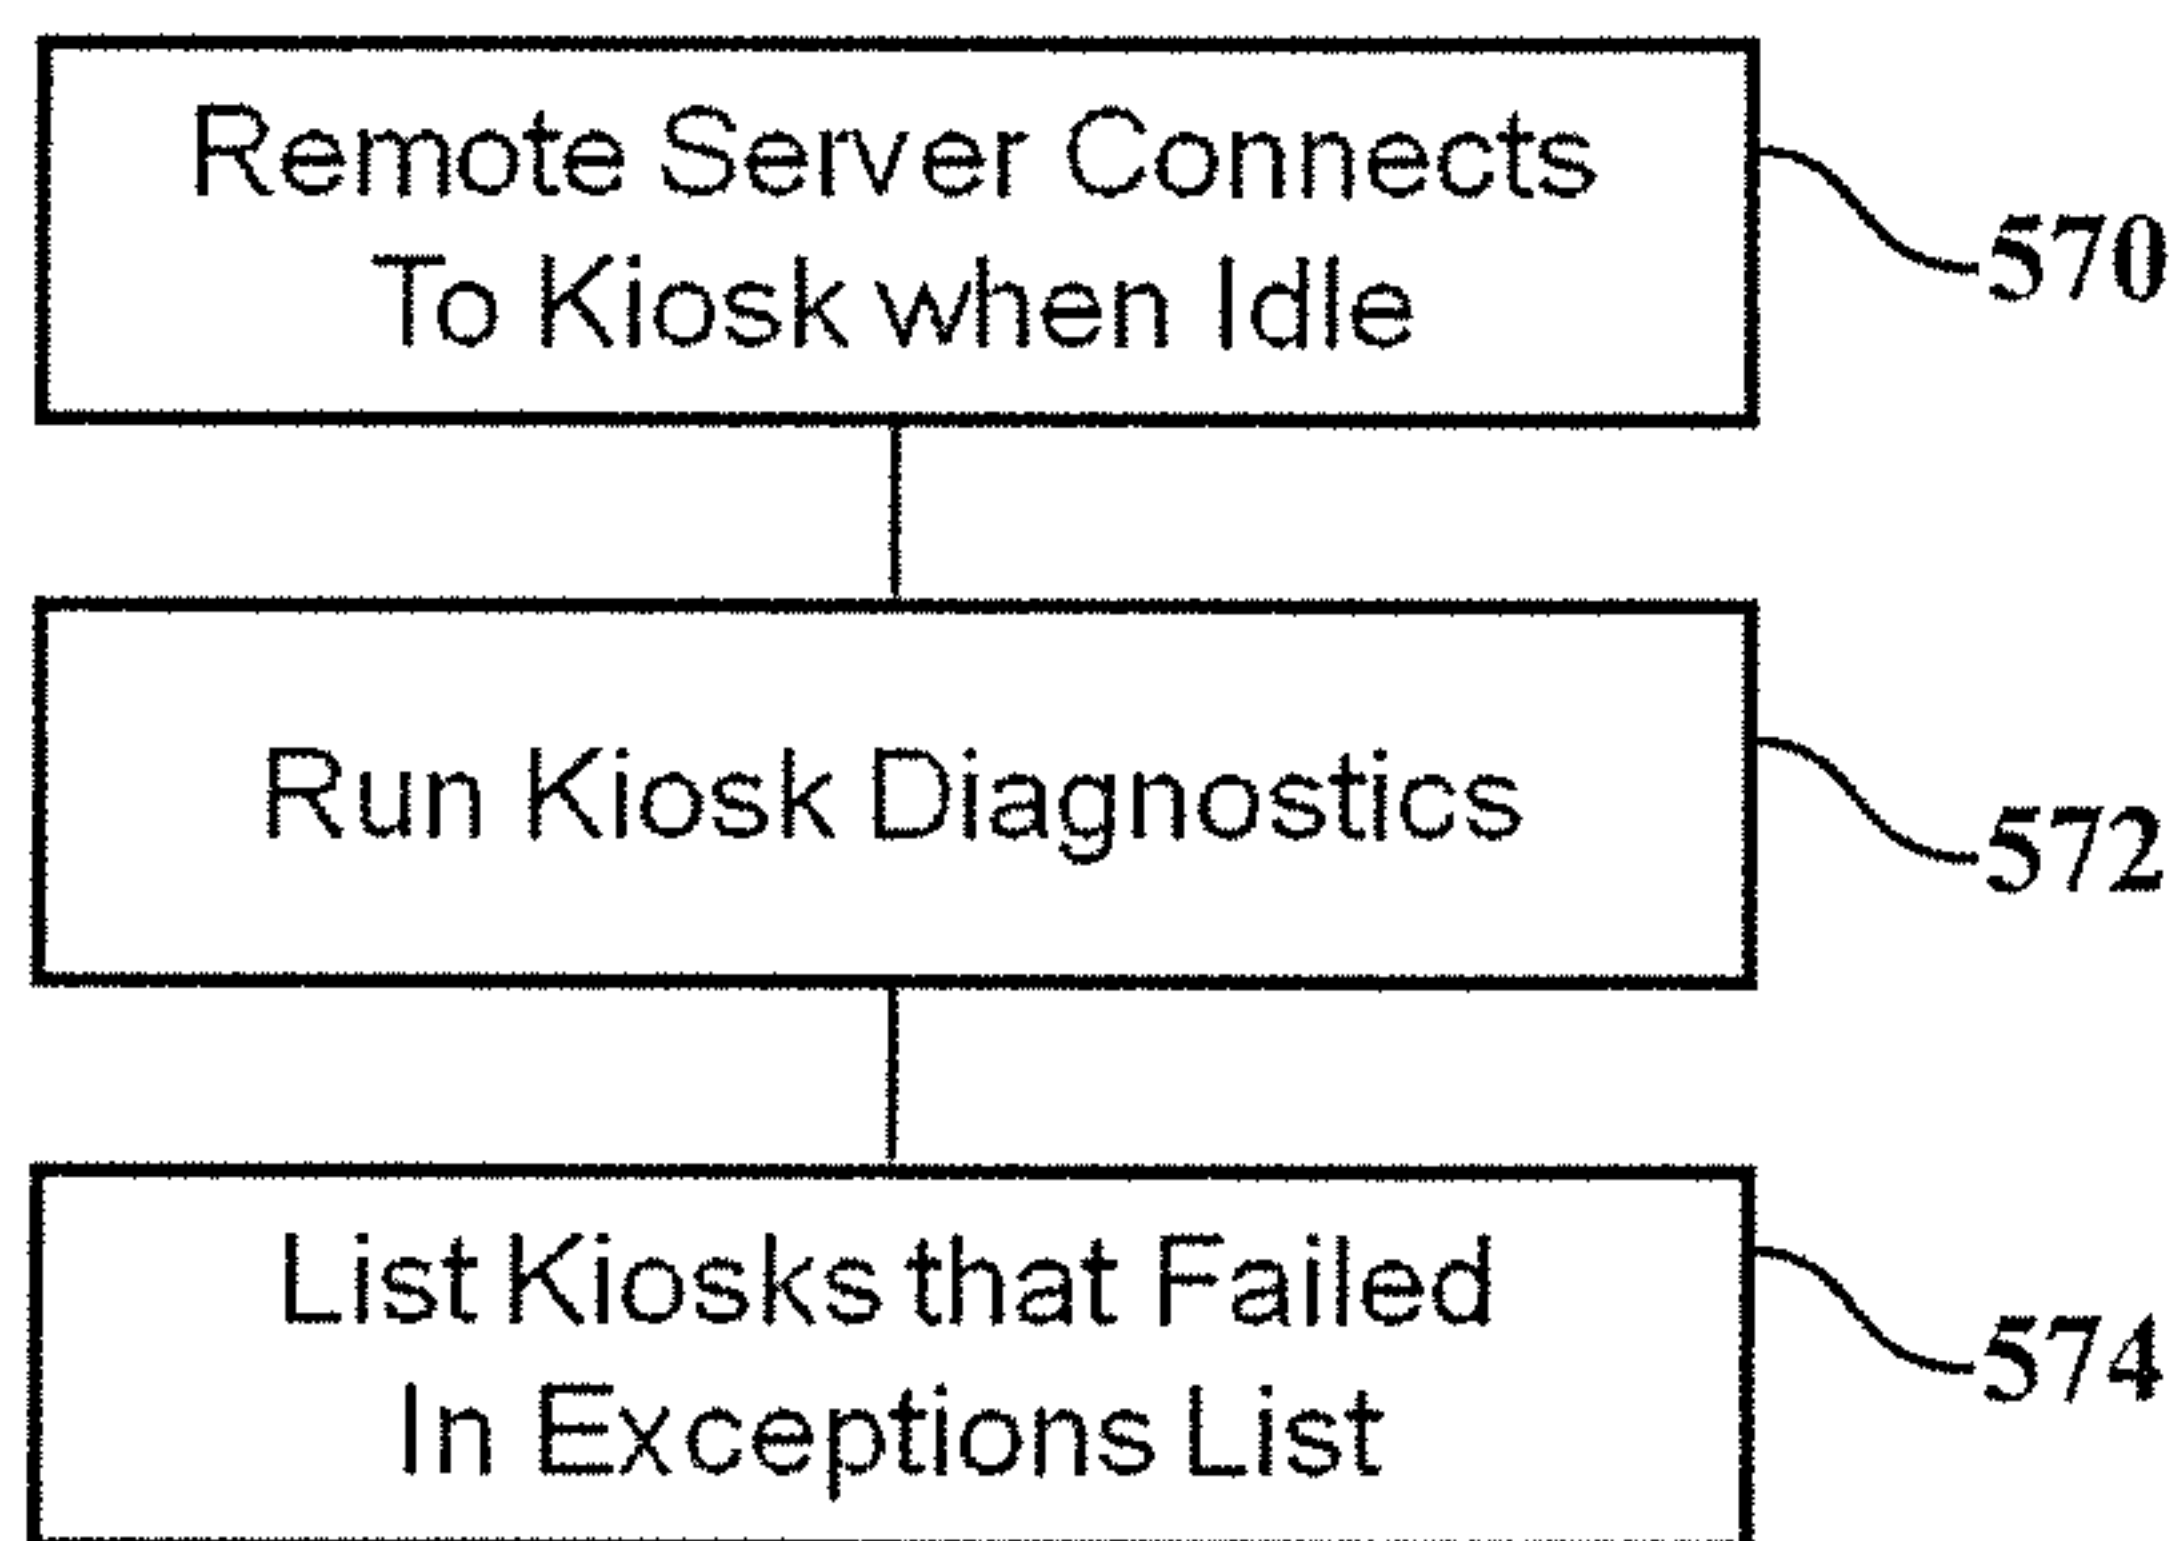 Remote Server Connects
To Kiosk when Idle
570
Run Kiosk Diagnostics
572
List Kiosks that Failed
In Exceptions List
574